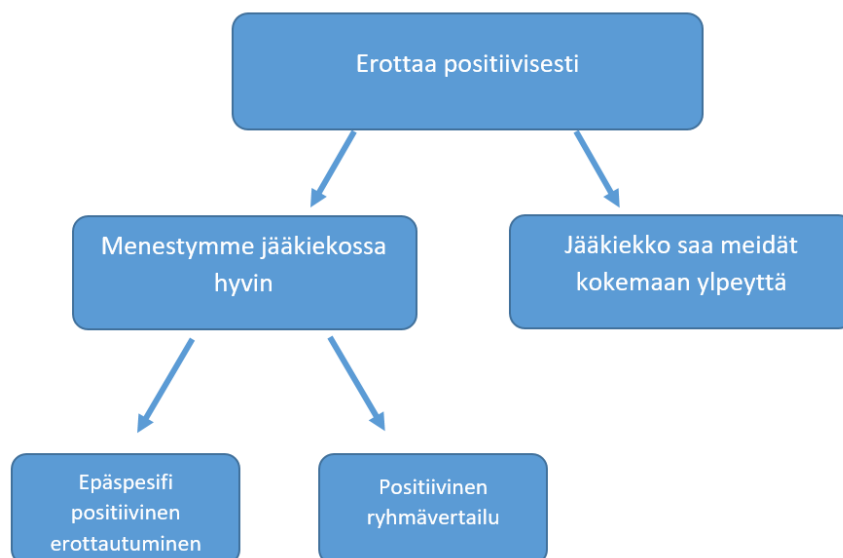 Erottaa positiivisesti
Menestymme jääkiekossa
hyvin
Jääkiekko saa meidät
kokemaan ylpeyttä
Epäspesifi
positiivinen
erottautuminen
Positiivinen
ryhmävertailu